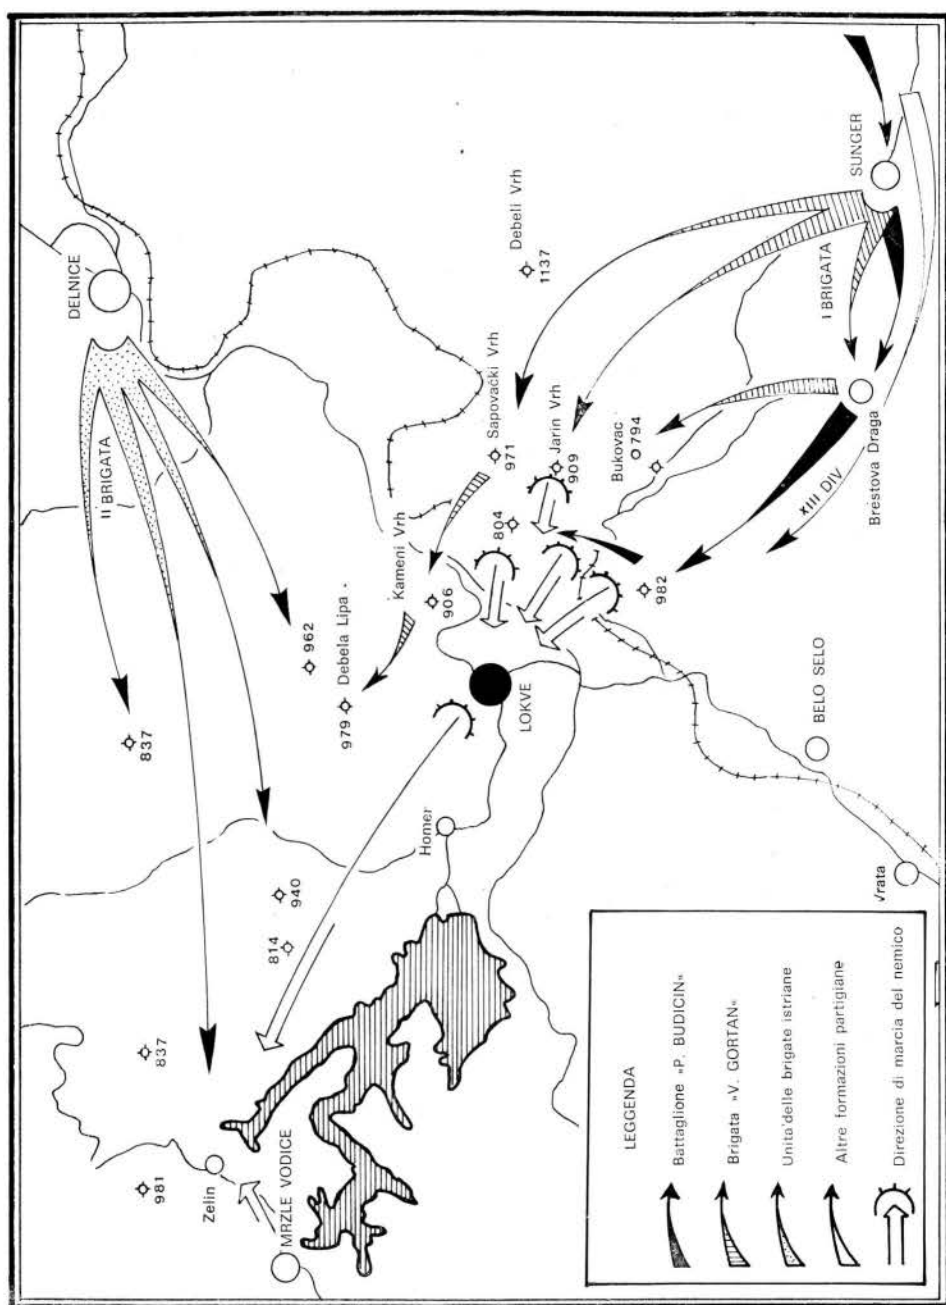 DELNICE
II BRIGATA
837
981
837
Zelin
MRZLE VODICE
940
814
962
Debela Lipa
979
Kameni Vrh
906
Homer
Sapovački Vrh
971
804
LOKVE
Debeli Vrh
1137
Jarin Vrh
909
Bukovac
794
982
XIII DIV
I BRIGATA
SUNGER
Brestova Draga
BELO SELO
Vrata
LEGGENDA
Battaglione »P. BUDICIN«
Brigata »V. GORTAN«
Unita' delle brigate istriane
Altre formazioni partigiane
Direzione di marcia del nemico